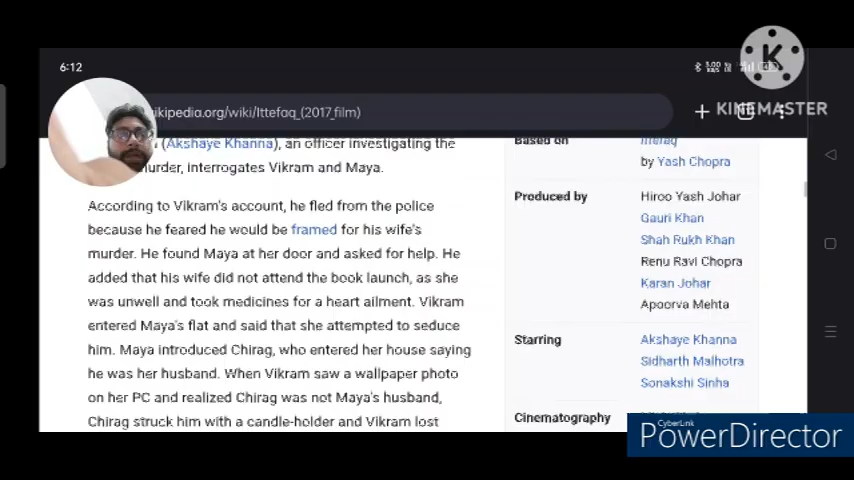 6:12
5.00
ikipedia.org/wiki/Ittefaq_(2017_film)
KINEMASTER
(Akshaye Khanna), an officer investigating the
murder, interrogates Vikram and Maya.
According to Vikram's account, he fled from the police
because he feared he would be framed for his wife's
murder. He found Maya at her door and asked for help. He
added that his wife did not attend the book launch, as she
was unwell and took medicines for a heart ailment. Vikram
entered Maya's flat and said that she attempted to seduce
him. Maya introduced Chirag, who entered her house saying
he was her husband. When Vikram saw a wallpaper photo
on her PC and realized Chirag was not Maya's husband,
Chirag struck him with a candle-holder and Vikram lost
Based on
Ittefaq
by Yash Chopra
Produced by
Hiroo Yash Johar
Gauri Khan
Shah Rukh Khan
Renu Ravi Chopra
Karan Johar
Apoorva Mehta
Starring
Akshaye Khanna
Sidharth Malhotra
Sonakshi Sinha
Cinematography
CyberLink
PowerDirector